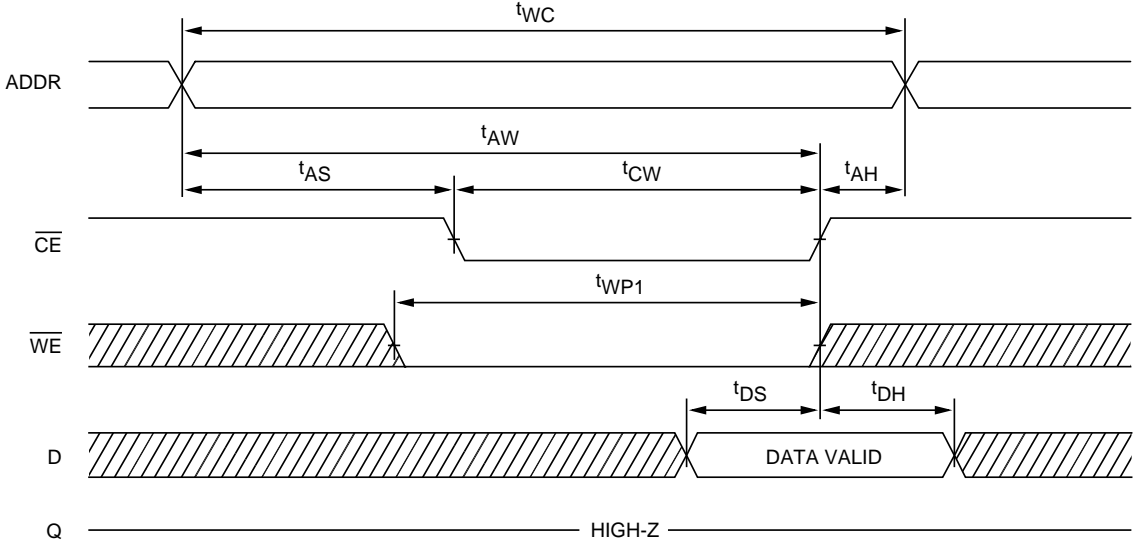 tWC
ADDR
tAW
tAS tCW tAH
CE
tWP1
WE
tDS tDH
D DATA VALID
Q HIGH-Z